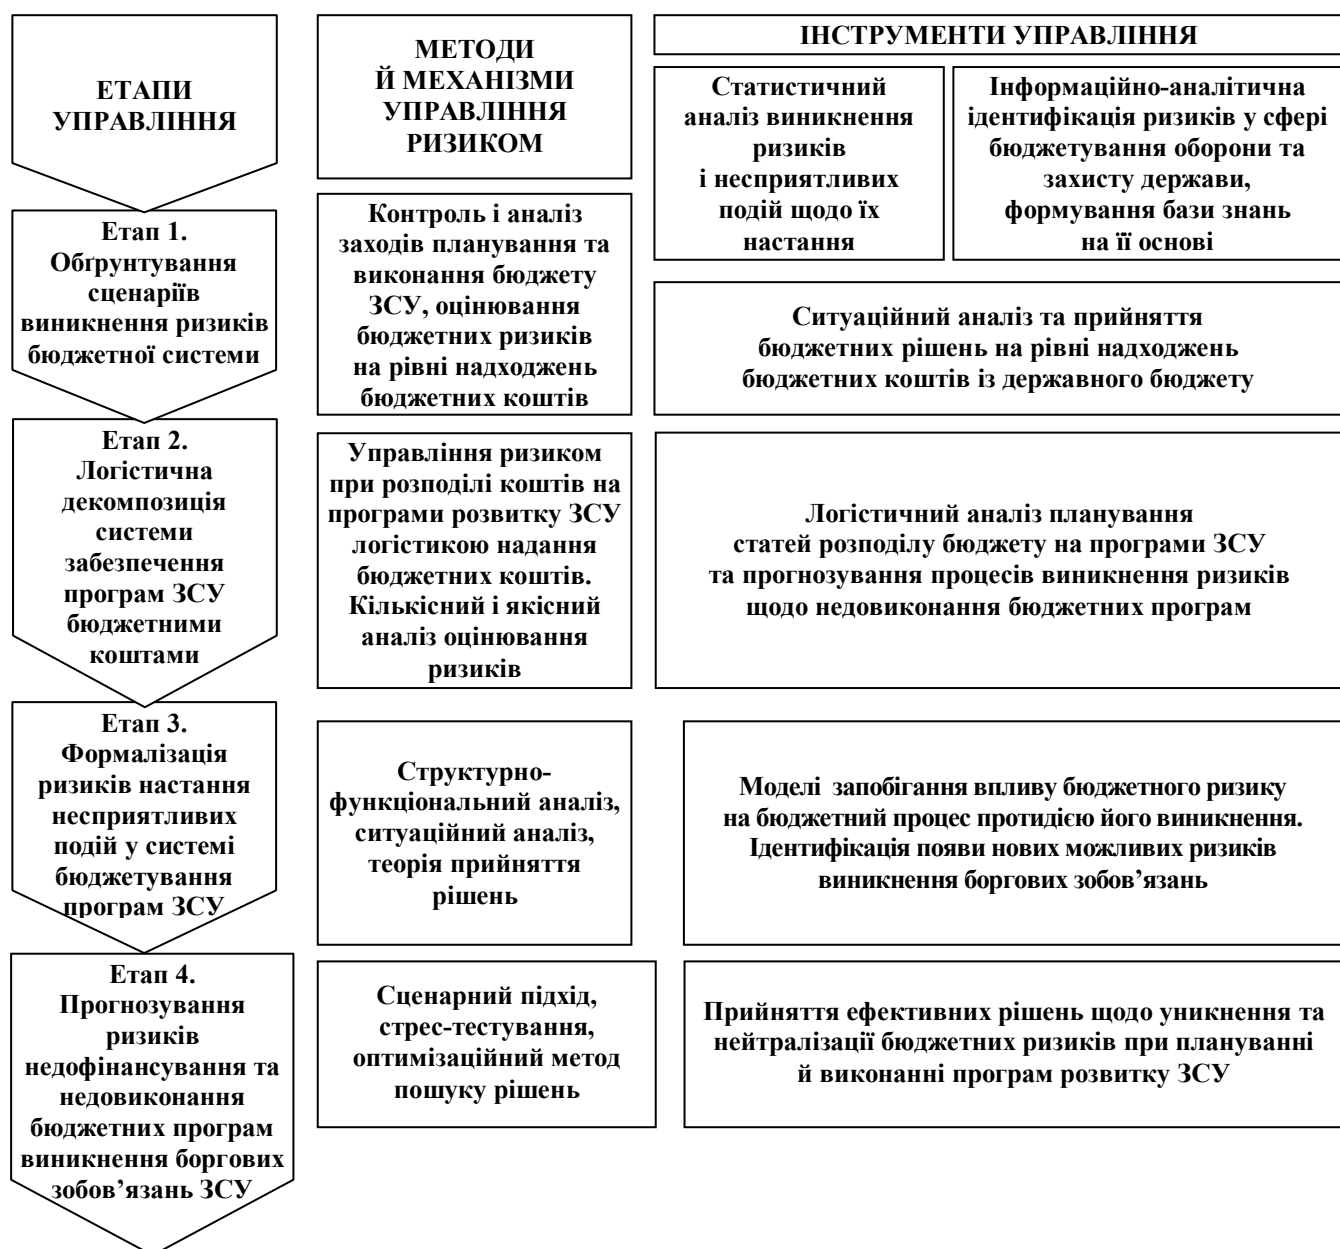 ЕТАПИ
УПРАВЛІННЯ
МЕТОДИ
Й МЕХАНІЗМИ
УПРАВЛІННЯ
РИЗИКОМ
ІНСТРУМЕНТИ УПРАВЛІННЯ
Статистичний
аналіз виникнення
ризиків
і несприятливих
подій щодо їх
настання
Інформаційно-аналітична
ідентифікація ризиків у сфері
бюджетування оборони та
захисту держави,
формування бази знань
на її основі
Етап 1.
Обґрунтування
сценаріїв
виникнення ризиків
бюджетної системи
Контроль і аналіз
заходів планування та
виконання бюджету
ЗСУ, оцінювання
бюджетних ризиків
на рівні надходжень
бюджетних коштів
Ситуаційний аналіз та прийняття
бюджетних рішень на рівні надходжень
бюджетних коштів із державного бюджету
Етап 2.
Логістична
декомпозиція
системи
забезпечення
програм ЗСУ
бюджетними
коштами
Управління ризиком
при розподілі коштів на
програми розвитку ЗСУ
логістикою надання
бюджетних коштів.
Кількісний і якісний
аналіз оцінювання
ризиків
Логістичний аналіз планування
статей розподілу бюджету на програми ЗСУ
та прогнозування процесів виникнення ризиків
щодо недовиконання бюджетних програм
Етап 3.
Формалізація
ризиків настання
несприятливих
подій у системі
бюджетування
програм ЗСУ
Структурно-
функціональний аналіз,
ситуаційний аналіз,
теорія прийняття
рішень
Моделі запобігання впливу бюджетного ризику
на бюджетний процес протидією його виникнення.
Ідентифікація появи нових можливих ризиків
виникнення боргових зобов’язань
Етап 4.
Прогнозування
ризиків
недофінансування та
недовиконання
бюджетних програм
виникнення боргових
зобов’язань ЗСУ
Сценарний підхід,
стрес-тестування,
оптимізаційний метод
пошуку рішень
Прийняття ефективних рішень щодо уникнення та
нейтралізації бюджетних ризиків при плануванні
й виконанні програм розвитку ЗСУ